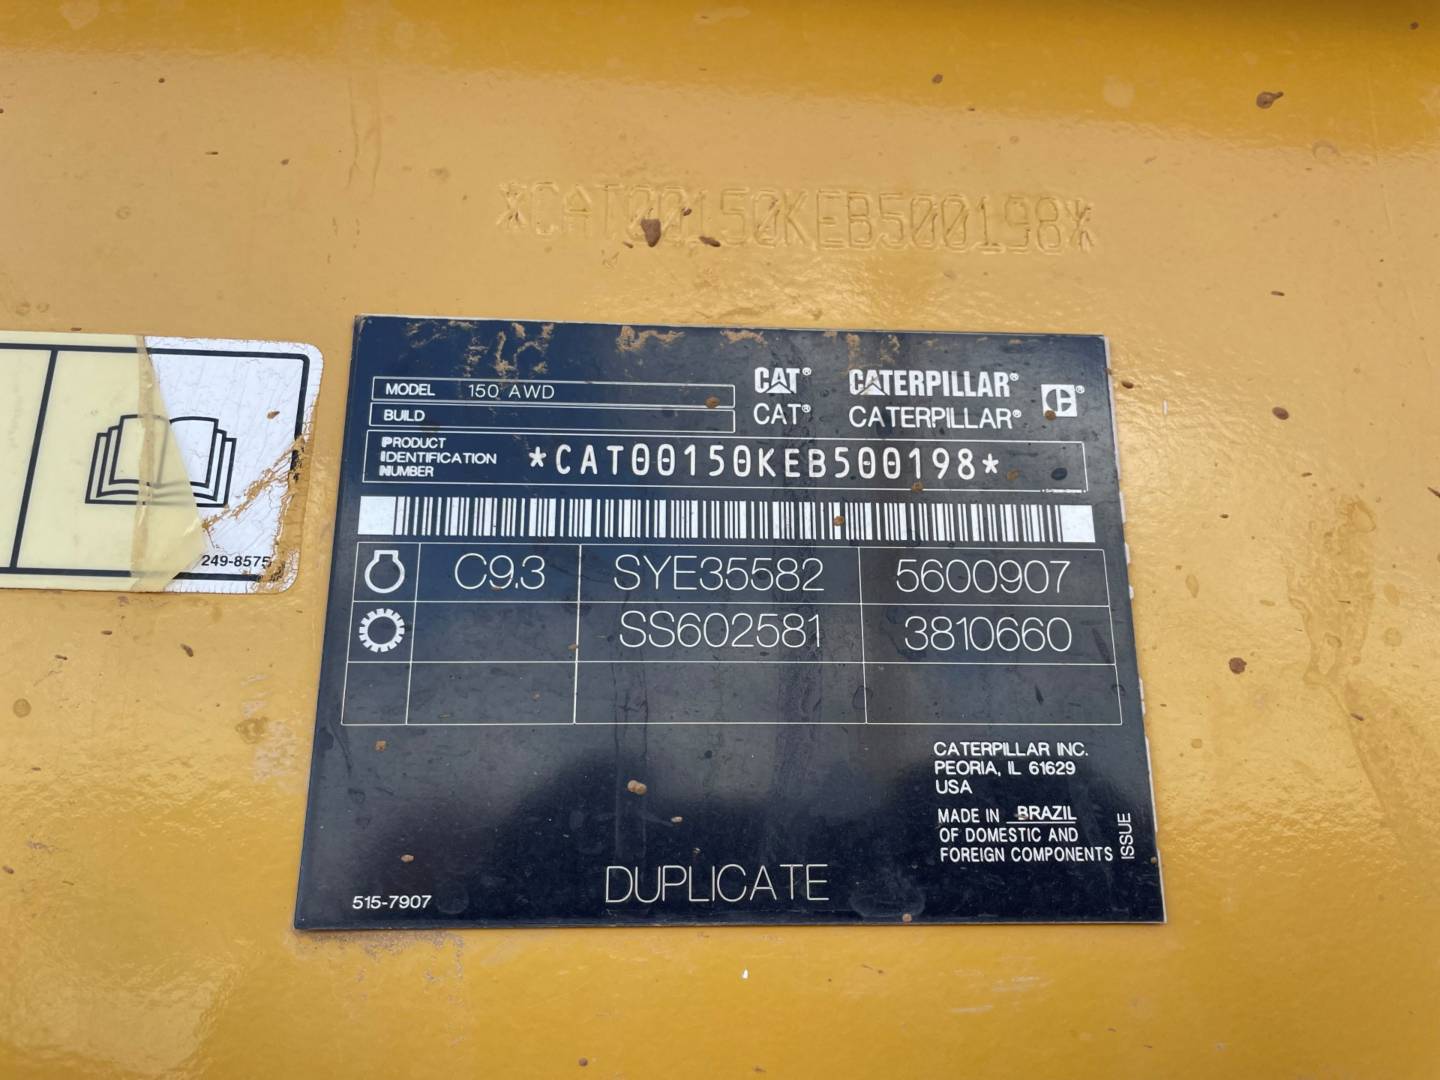 *CAT00150KEB500198*
MODEL 150 AWD
BUILD
CAT® CATERPILLAR®
CAT® CATERPILLAR®
PRODUCT
IDENTIFICATION
NUMBER
*CAT00150KEB500198*
C9.3 SYE35582 5600907
SS602581 3810660
249-8575
CATERPILLAR INC.
PEORIA, IL 61629
USA
MADE IN BRAZIL
OF DOMESTIC AND
FOREIGN COMPONENTS
ISSUE
DUPLICATE
515-7907